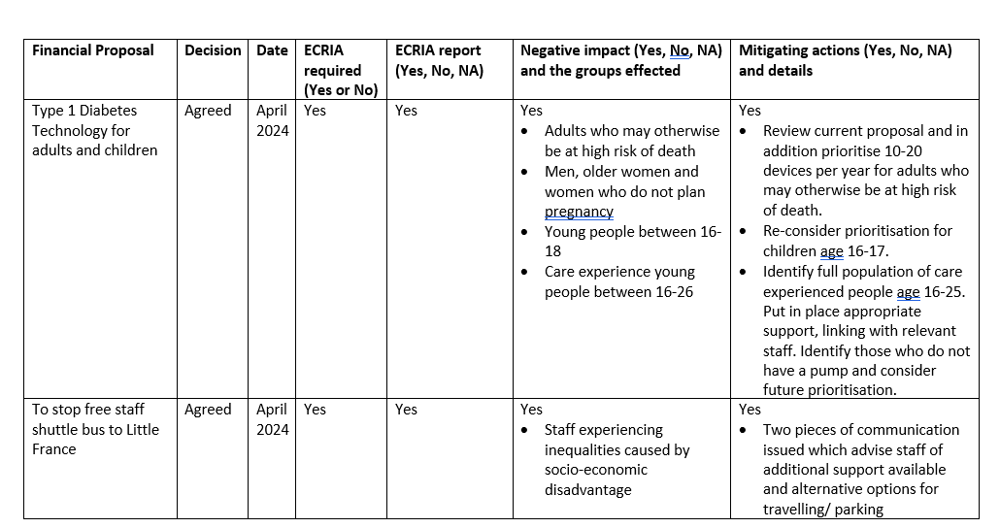 Financial Proposal
Decision
Date
ECRIA
required
(Yes or No)
ECRIA report
(Yes, No, NA)
Negative impact (Yes, No, NA)
and the groups effected
Mitigating actions (Yes, No, NA)
and details
Type 1 Diabetes
Technology for
adults and children
Agreed
April
2024
Yes
Yes
Yes
• Adults who may otherwise
be at high risk of death
• Men, older women and
women who do not plan
pregnancy
• Young people between 16-
18
• Care experience young
people between 16-26
Yes
• Review current proposal and in
addition prioritise 10-20
devices per year for adults who
may otherwise be at high risk
of death.
• Re-consider prioritisation for
children age 16-17.
• Identify full population of care
experienced people age 16-25.
Put in place appropriate
support, linking with relevant
staff. Identify those who do not
have a pump and consider
future prioritisation.
To stop free staff
shuttle bus to Little
France
Agreed
April
2024
Yes
Yes
Yes
• Staff experiencing
inequalities caused by
socio-economic
disadvantage
Yes
• Two pieces of communication
issued which advise staff of
additional support available
and alternative options for
travelling/ parking